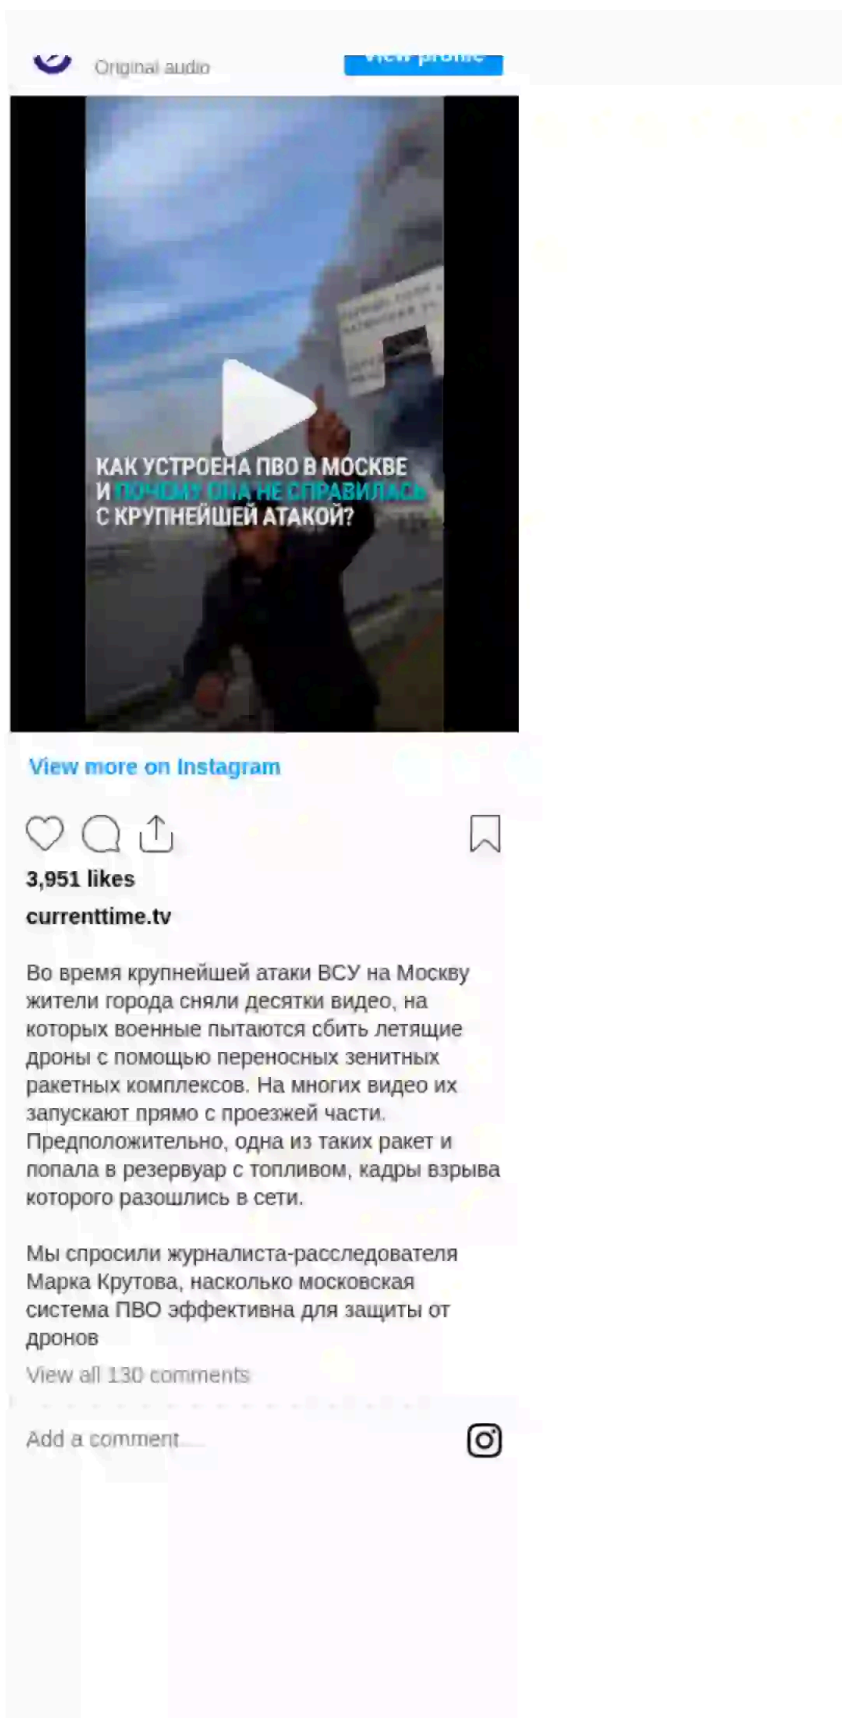 Original audio
View profile
КАК УСТРОЕНА ПВО В МОСКВЕ
И ПОЧЕМУ ОНА НЕ СПРАВИЛАСЬ
С КРУПНЕЙШЕЙ АТАКОЙ?
View more on Instagram
3,951 likes
currenttime.tv
Во время крупнейшей атаки ВСУ на Москву
жители города сняли десятки видео, на
которых военные пытаются сбить летящие
дроны с помощью переносных зенитных
ракетных комплексов. На многих видео их
запускают прямо с проезжей части.
Предположительно, одна из таких ракет и
попала в резервуар с топливом, кадры взрыва
которого разошлись в сети.
Мы спросили журналиста-расследователя
Марка Крутова, насколько московская
система ПВО эффективна для защиты от
дронов
View all 130 comments
Add a comment...